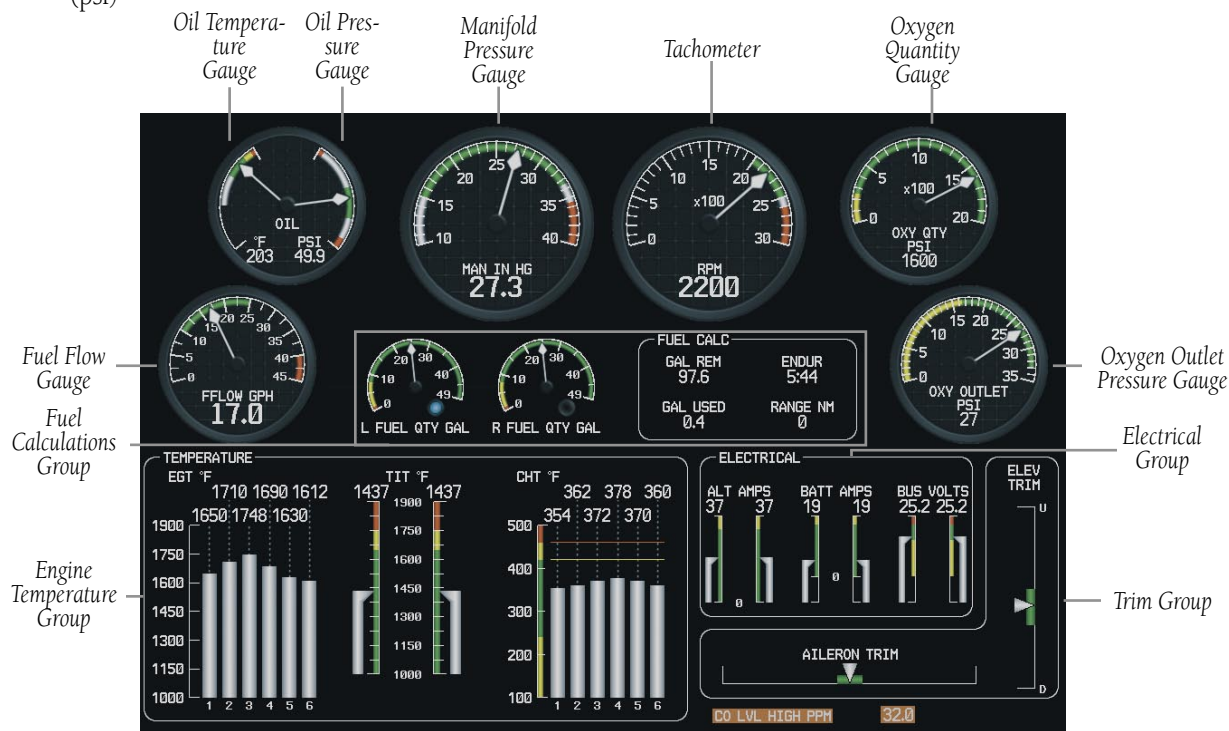 (psi)
Oil Tempera-
ture
Gauge
Oil Pres-
sure
Gauge
Manifold
Pressure
Gauge
Tachometer
Oxygen
Quantity
Gauge
OIL
°F PSI
203 49.9
10 15 20 25 30 35 40
MAN IN HG
27.3
0 5 10 15 20 25 30
x100
RPM
2200
0 5 10 15 20
x100
OXY QTY
PSI
1600
Fuel Flow
Gauge
0 5 10 15 20 25 30 35 40 45
FFLOW GPH
17.0
0 10 20 30 40 49
L FUEL QTY GAL
0 10 20 30 40 49
R FUEL QTY GAL
FUEL CALC
GAL REM ENDUR
97.6 5:44
GAL USED RANGE NM
0.4 0
0 5 10 15 20 25 30 35
OXY OUTLET
PSI
27
Oxygen Outlet
Pressure Gauge
Fuel
Calculations
Group
Electrical
Group
Engine
Temperature
Group
TEMPERATURE
EGT °F
1710 1690 1612
1650 1748 1630
1900
1750
1600
1450
1300
1150
1000
1 2 3 4 5 6
TIT °F
1437 1437
1900
1750
1600
1450
1300
1150
1000
CHT °F
362 378 360
354 372 370
500
400
300
200
100
1 2 3 4 5 6
ELECTRICAL
ALT AMPS BATT AMPS BUS VOLTS
37 37 19 19 25.2 25.2
0
0
ELEV
TRIM
U
D
Trim Group
AILERON TRIM
CO LVL HIGH PPM 32.0